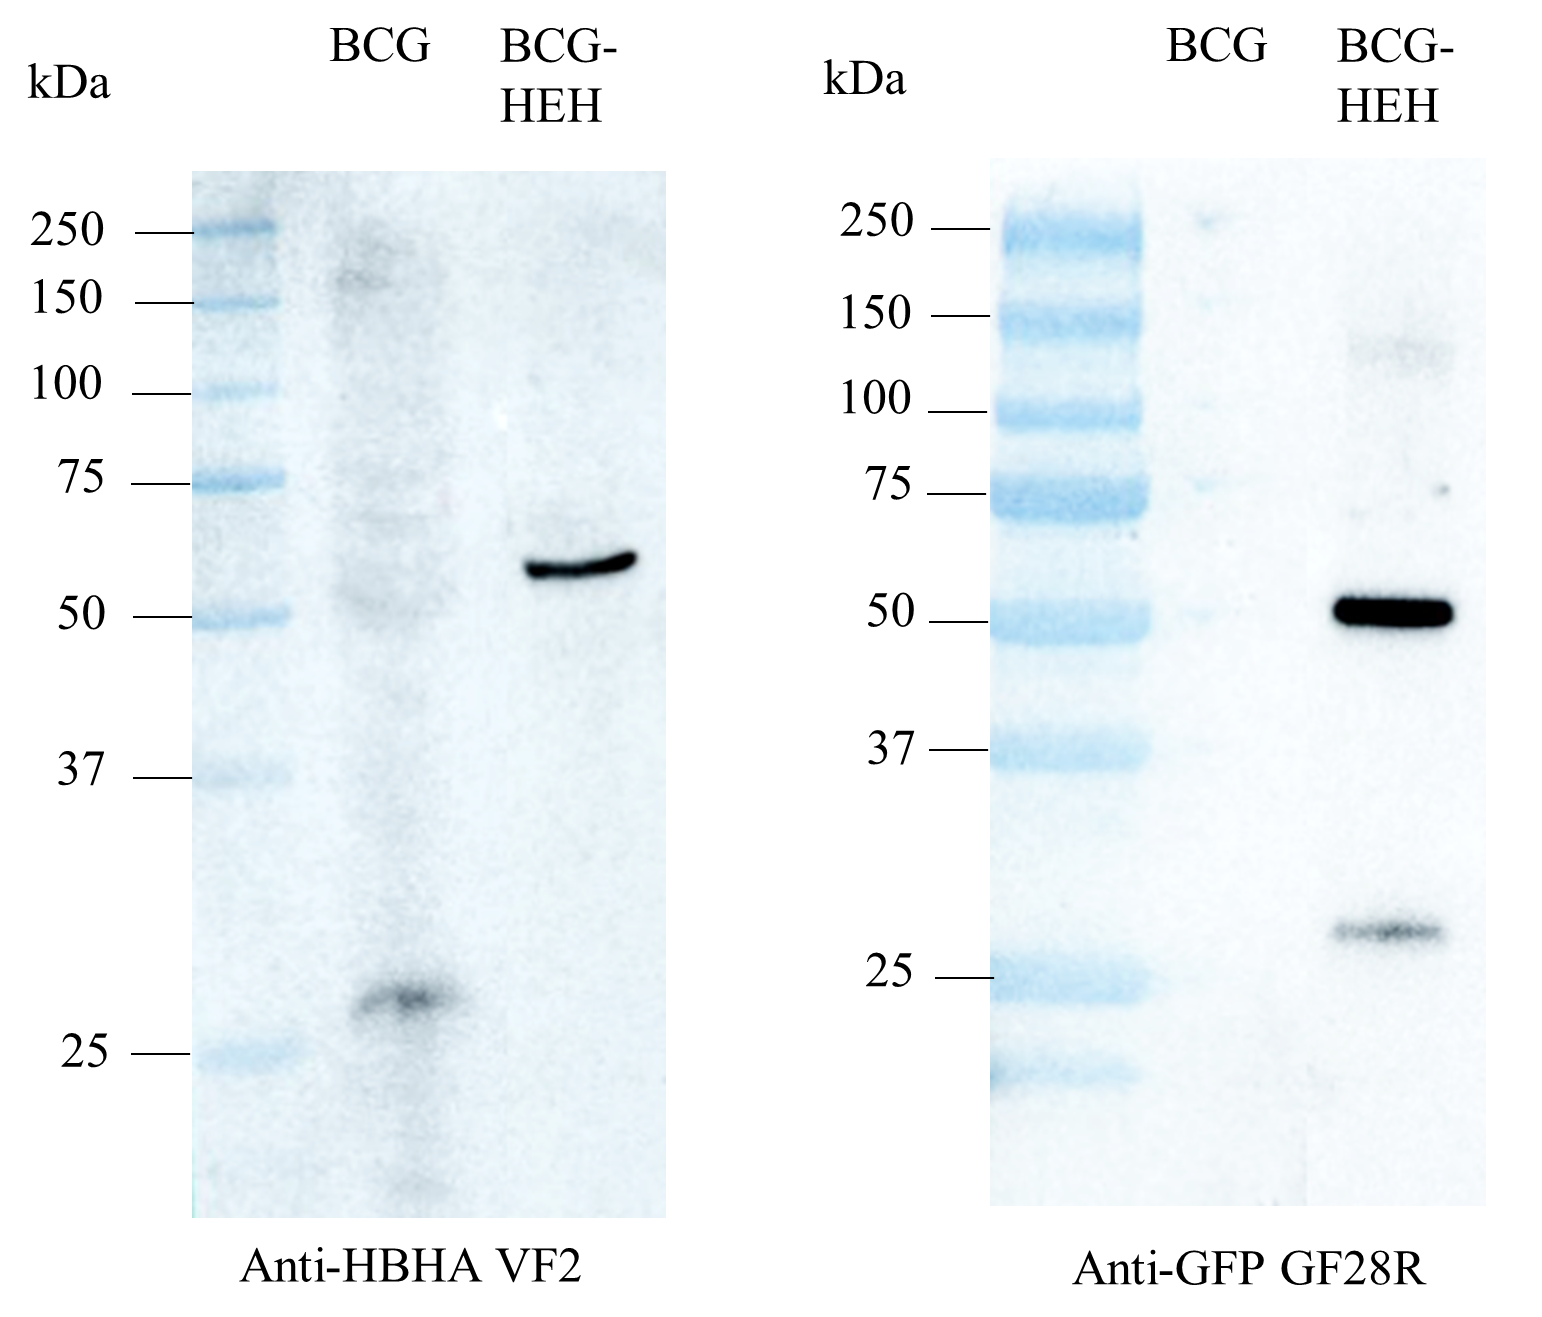 kDa
BCG
BCG-
HEH
250
150
100
75
50
37
25
Anti-HBHA VF2
kDa
BCG
BCG-
HEH
250
150
100
75
50
37
25
Anti-GFP GF28R